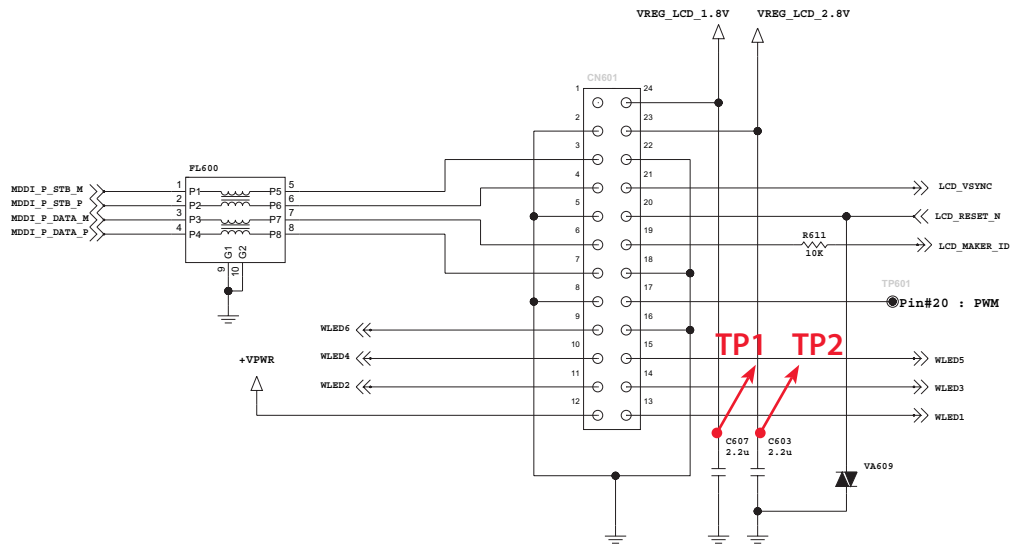 VREG_LCD_1.8V
VREG_LCD_2.8V
CN601
1
24
2
23
3
22
4
21
LCD_VSYNC
5
20
LCD_RESET_N
6
19
R611
10K
LCD_MAKER_ID
7
18
8
17
TP601
Pin#20 : PWM
9
16
10
15
11
14
12
13
FL600
MDDI_P_STB_M
1
P1
P5
5
MDDI_P_STB_P
2
P2
P6
6
MDDI_P_DATA_M
3
P3
P7
7
MDDI_P_DATA_P
4
P4
P8
8
G1
G2
9
10
WLED6
WLED4
WLED2
+VPWR
TP1
TP2
WLED5
WLED3
WLED1
C607
2.2u
C603
2.2u
VA609